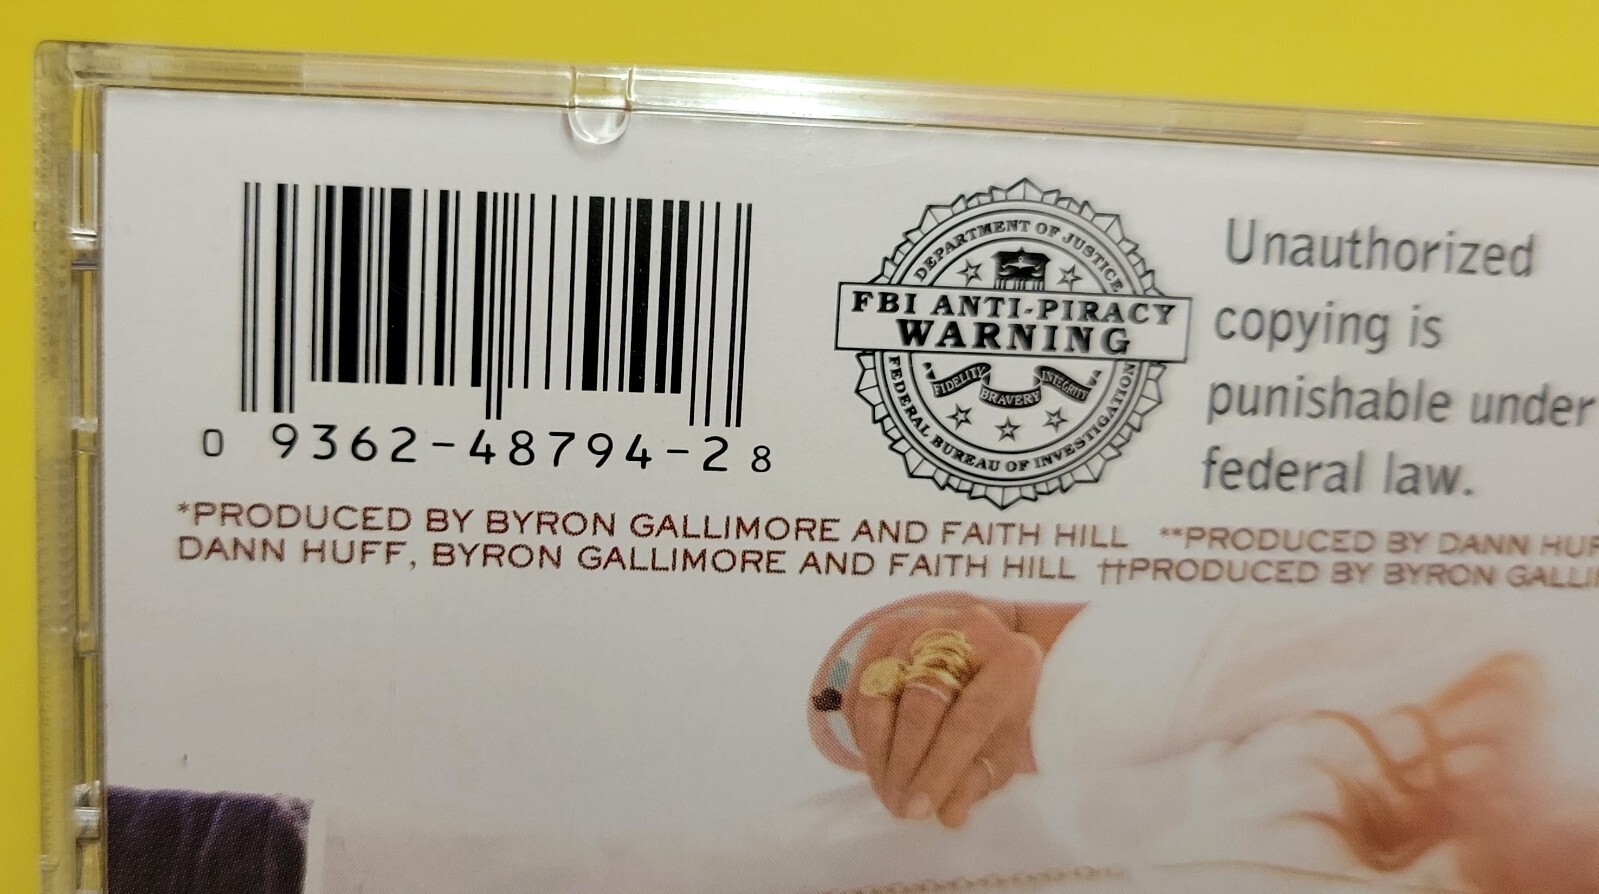 0 9362-48794-2 8
DEPARTMENT OF JUSTICE
FBI ANTI-PIRACY
WARNING
FIDELITY BRAVERY INTEGRITY
FEDERAL BUREAU OF INVESTIGATION
Unauthorized
copying is
punishable under
federal law.
*PRODUCED BY BYRON GALLIMORE AND FAITH HILL **PRODUCED BY DANN HUF
DANN HUFF, BYRON GALLIMORE AND FAITH HILL ††PRODUCED BY BYRON GALLI